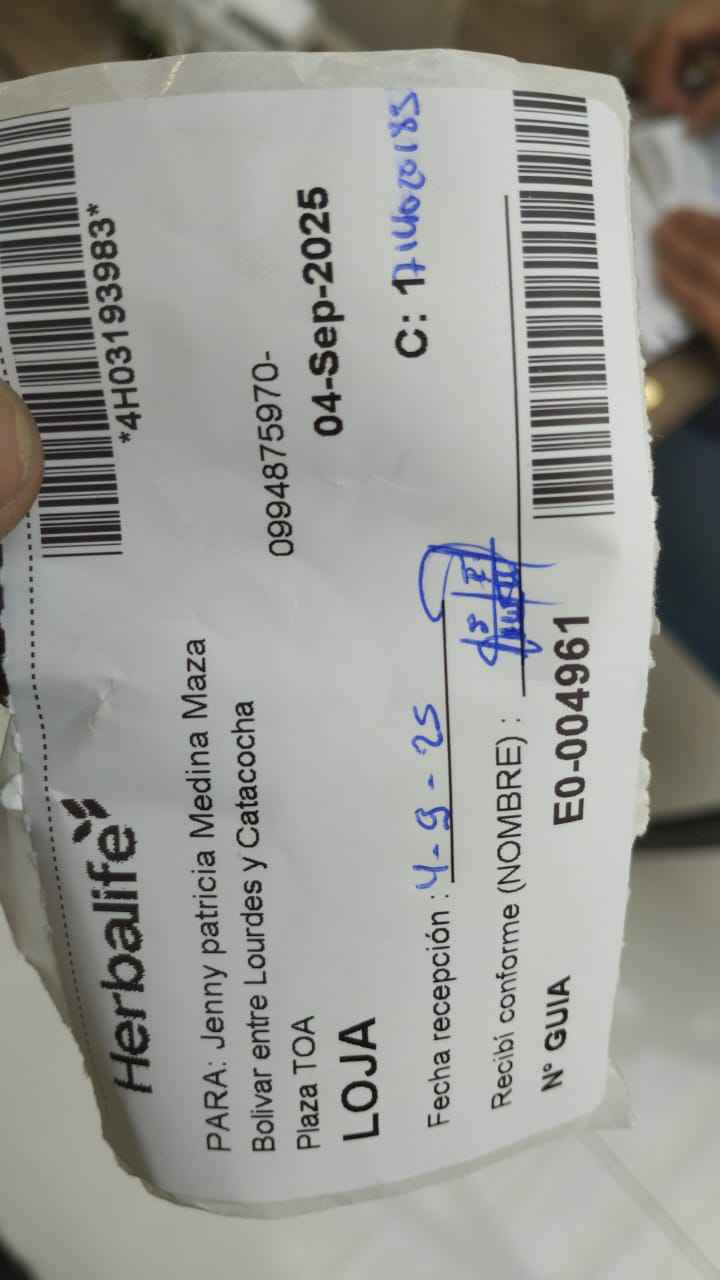 *4H03193983*
Herbalife
PARA: Jenny patricia Medina Maza
Bolivar entre Lourdes y Catacocha
Plaza TOA
0994875970-
LOJA
04-Sep-2025
Fecha recepción : 4-9-25
C: 1714020183
Recibí conforme (NOMBRE) :
Nº GUIA E0-004961